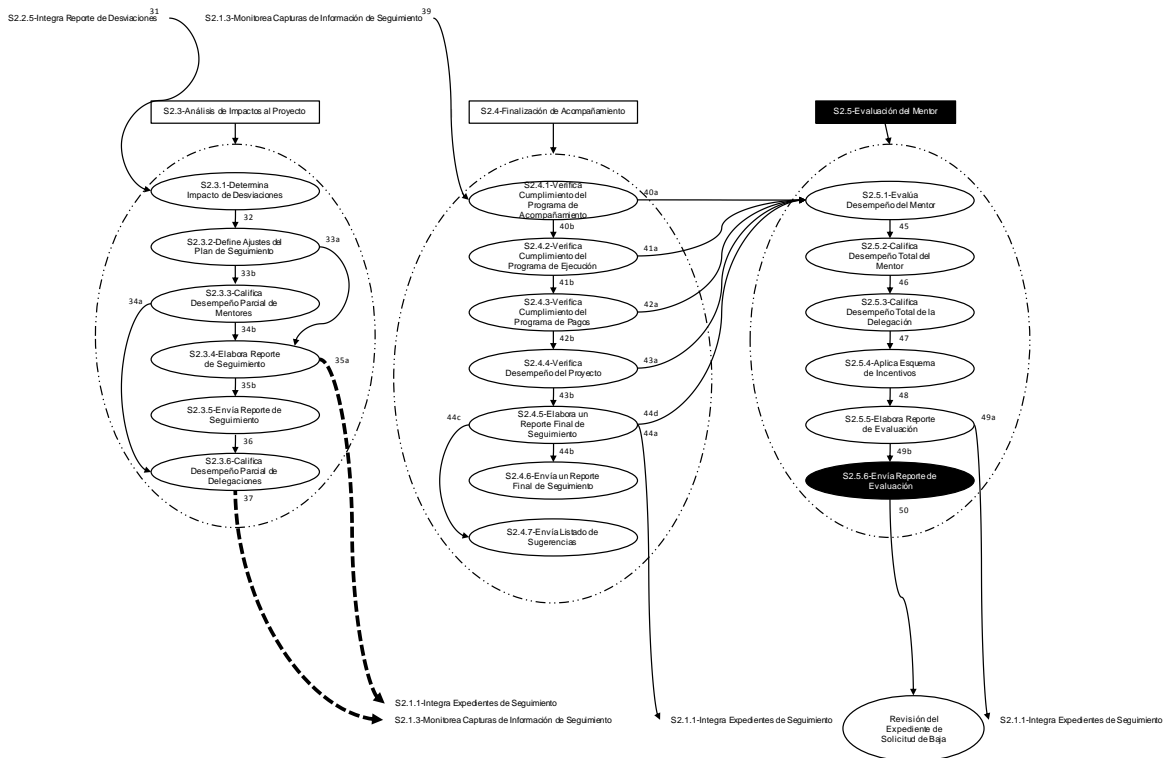 S2.2.5-Integra Reporte de Desviaciones
31
S2.1.3-Monitorea Capturas de Información de Seguimiento
39
S2.3-Análisis de Impactos al Proyecto
S2.3.1-Determina
Impacto de Desviaciones
32
S2.3.2-Define Ajustes del
Plan de Seguimiento
33a
33b
S2.3.3-Califica
Desempeño Parcial de
Mentores
34a
34b
S2.3.4-Elabora Reporte
de Seguimiento
35a
35b
S2.3.5-Envía Reporte de
Seguimiento
36
S2.3.6-Califica
Desempeño Parcial de
Delegaciones
37
S2.1.1-Integra Expedientes de Seguimiento
S2.1.3-Monitorea Capturas de Información de Seguimiento
S2.4-Finalización de Acompañamiento
S2.4.1-Verifica
Cumplimiento del
Programa de
Acompañamiento
40a
40b
S2.4.2-Verifica
Cumplimiento del
Programa de Ejecución
41a
41b
S2.4.3-Verifica
Cumplimiento del
Programa de Pagos
42a
42b
S2.4.4-Verifica
Desempeño del Proyecto
43a
43b
S2.4.5-Elabora un
Reporte Final de
Seguimiento
44c
44d
44a
44b
S2.4.6-Envía un Reporte
Final de Seguimiento
S2.4.7-Envía Listado de
Sugerencias
S2.1.1-Integra Expedientes de Seguimiento
S2.5-Evaluación del Mentor
S2.5.1-Evalúa
Desempeño del Mentor
45
S2.5.2-Califica
Desempeño Total del
Mentor
46
S2.5.3-Califica
Desempeño Total de la
Delegación
47
S2.5.4-Aplica Esquema
de Incentivos
48
S2.5.5-Elabora Reporte
de Evaluación
49a
49b
S2.5.6-Envía Reporte de
Evaluación
50
Revisión del
Expediente de
Solicitud de Baja
S2.1.1-Integra Expedientes de Seguimiento